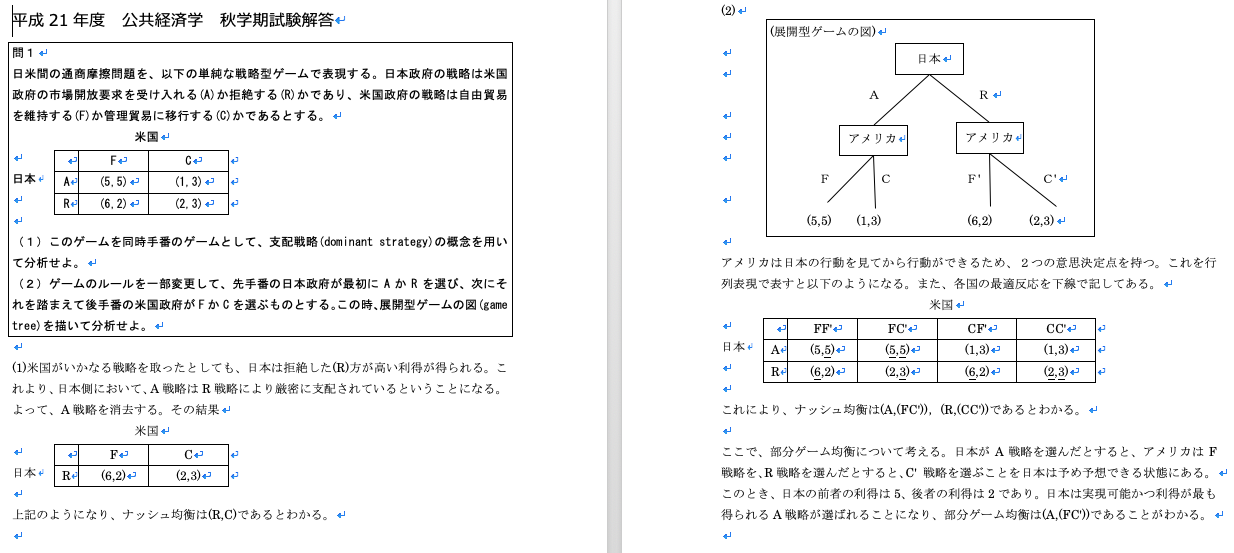 平成 21 年度　公共経済学　秋学期試験解答
問１
日米間の通商摩擦問題を、以下の単純な戦略型ゲームで表現する。日本政府の戦略は米国
政府の市場開放要求を受け入れる(A)か拒絶する(R)かであり、米国政府の戦略は自由貿易
を維持する(F)か管理貿易に移行する(C)かであるとする。
米国
F C
日本 A (5,5) (1,3)
R (6,2) (2,3)
（１）このゲームを同時手番のゲームとして、支配戦略(dominant strategy)の概念を用い
て分析せよ。
（２）ゲームのルールを一部変更して、先手番の日本政府が最初に A か R を選び、次にそ
れを踏まえて後手番の米国政府が F か C を選ぶものとする。この時、展開型ゲームの図(game
tree)を描いて分析せよ。
(1)米国がいかなる戦略を取ったとしても、日本は拒絶した(R)方が高い利得が得られる。こ
れより、日本側において、A 戦略は R 戦略により厳密に支配されているということになる。
よって、A 戦略を消去する。その結果
米国
F C
日本 R (6,2) (2,3)
上記のようになり、ナッシュ均衡は(R,C)であるとわかる。
(2)
(展開型ゲームの図)
日本
A R
アメリカ アメリカ
F C F' C'
(5,5) (1,3) (6,2) (2,3)
アメリカは日本の行動を見てから行動ができるため、２つの意思決定点を持つ。これを行
列表現で表すと以下のようになる。また、各国の最適反応を下線で記してある。
米国
FF' FC' CF' CC'
日本 A (5,5) (5,5) (1,3) (1,3)
R (6,2) (2,3) (6,2) (2,3)
これにより、ナッシュ均衡は(A,(FC')), (R,(CC'))であるとわかる。
ここで、部分ゲーム均衡について考える。日本が A 戦略を選んだとすると、アメリカは F
戦略を、R 戦略を選んだとすると、C' 戦略を選ぶことを日本は予め予想できる状態にある。
このとき、日本の前者の利得は 5、後者の利得は 2 であり。日本は実現可能かつ利得が最も
得られる A 戦略が選ばれることになり、部分ゲーム均衡は(A,(FC'))であることがわかる。